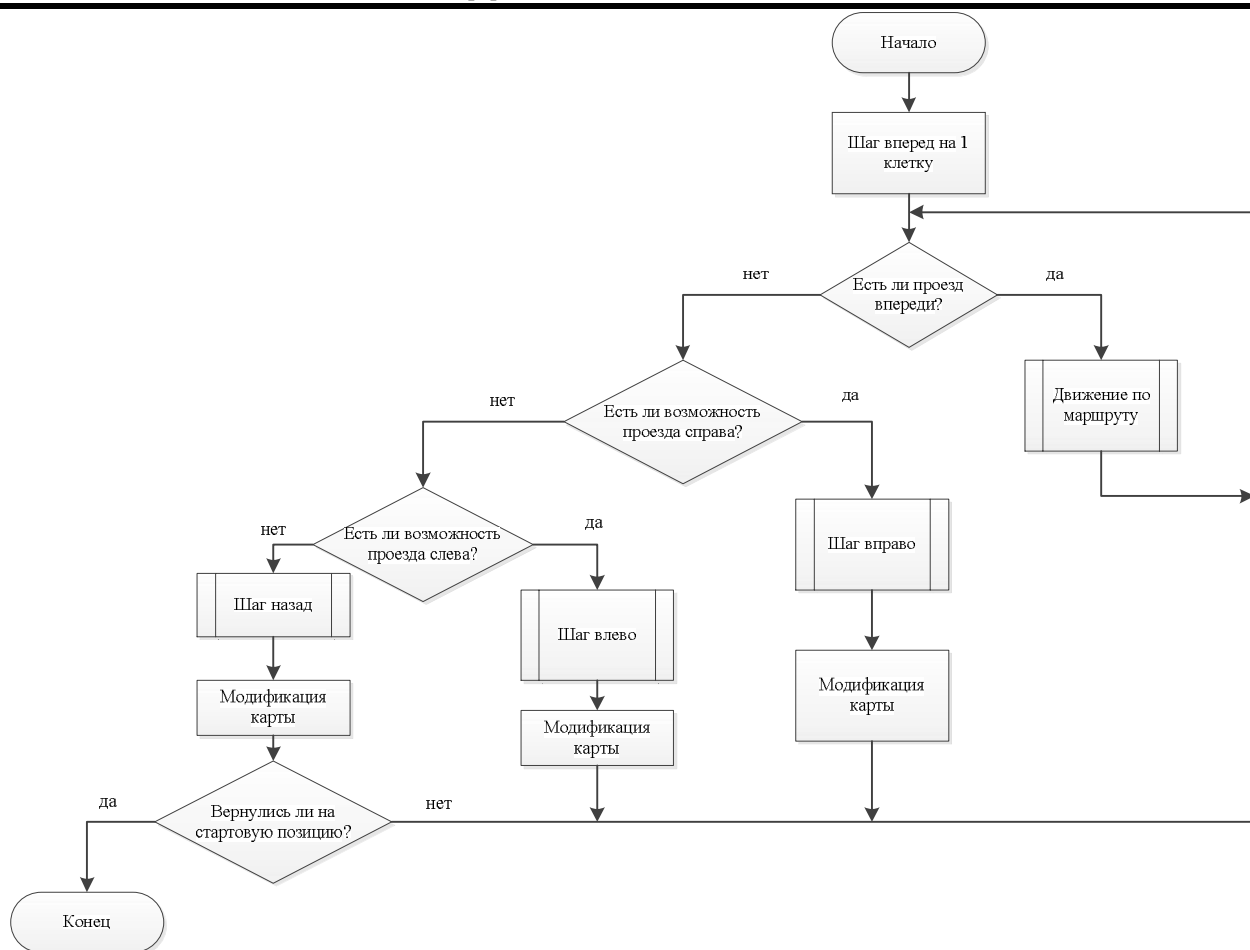 Начало
Шаг вперед на 1
клетку
нет
да
Есть ли проезд
впереди?
нет
да
Есть ли возможность
проезда справа?
Движение по
маршруту
нет
да
Есть ли возможность
проезда слева?
Шаг вправо
Шаг назад
Шаг влево
Модификация
карты
Модификация
карты
Модификация
карты
да
нет
Вернулись ли на
стартовую позицию?
Конец